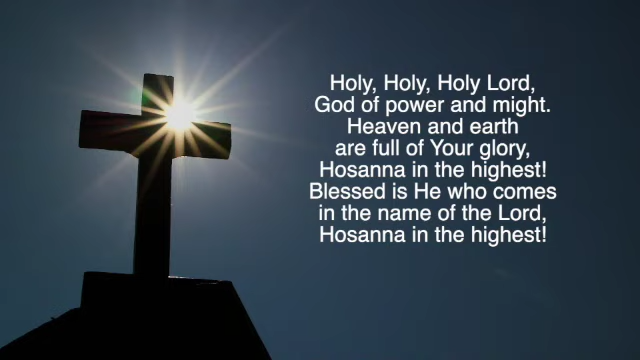 Holy, Holy, Holy Lord,
God of power and might.
Heaven and earth
are full of Your glory,
Hosanna in the highest!
Blessed is He who comes
in the name of the Lord,
Hosanna in the highest!